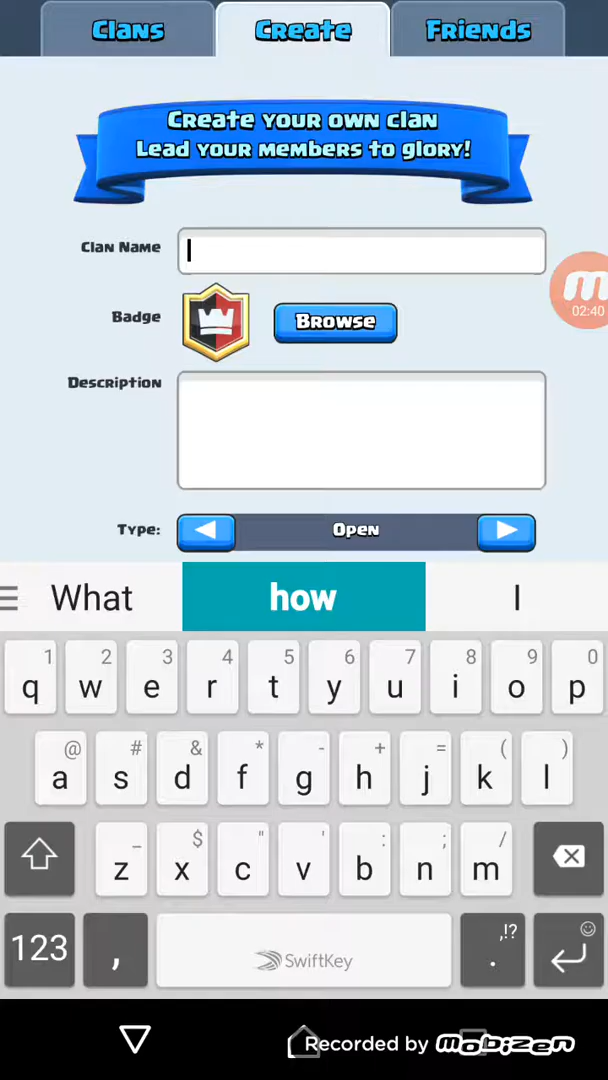 Clans Create Friends
Create your own clan
Lead your members to glory!
Clan Name
02:40
Badge
Browse
Description
Type:
Open
What how I
1 2 3 4 5 6 7 8 9 0
q w e r t y u i o p
@ # & * - + = ( )
a s d f g h j k l
_ $ " ' : ; /
z x c v b n m
123 , SwiftKey ,!? .
Recorded by mobizen